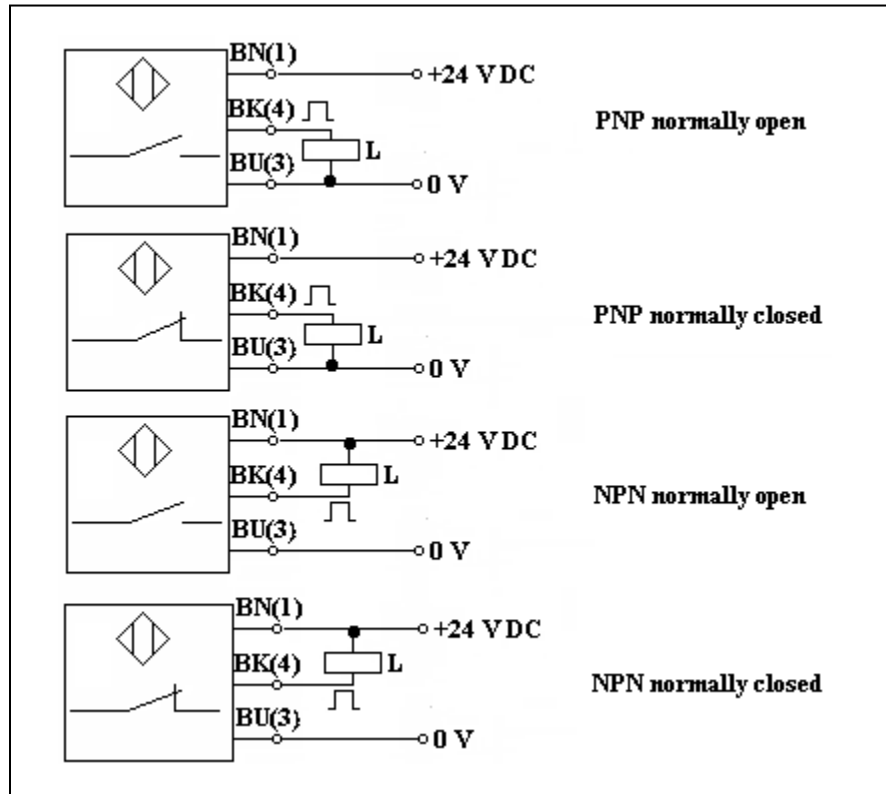 BN(1)
+24 VDC
BK(4)
PNP normally open
L
BU(3)
0 V
BN(1)
+24 VDC
BK(4)
PNP normally closed
L
BU(3)
0 V
BN(1)
+24 VDC
BK(4)
L
NPN normally open
BU(3)
0 V
BN(1)
+24 VDC
BK(4)
L
NPN normally closed
BU(3)
0 V